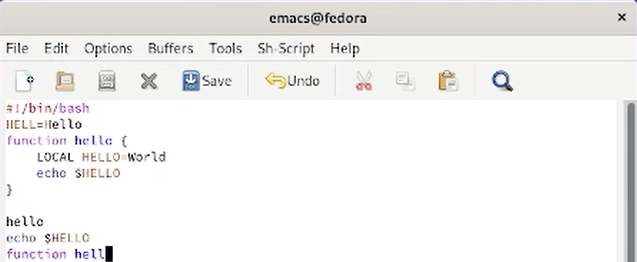 emacs@fedora ×
File Edit Options Buffers Tools Sh-Script Help
Save Undo
#!/bin/bash
HELL=Hello
function hello {
LOCAL HELLO=World
echo $HELLO
}
hello
echo $HELLO
function hell